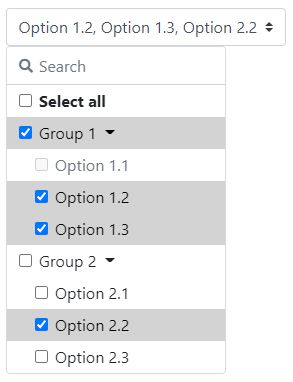 Option 1.2, Option 1.3, Option 2.2
Search
Select all
Group 1
Option 1.1
Option 1.2
Option 1.3
Group 2
Option 2.1
Option 2.2
Option 2.3